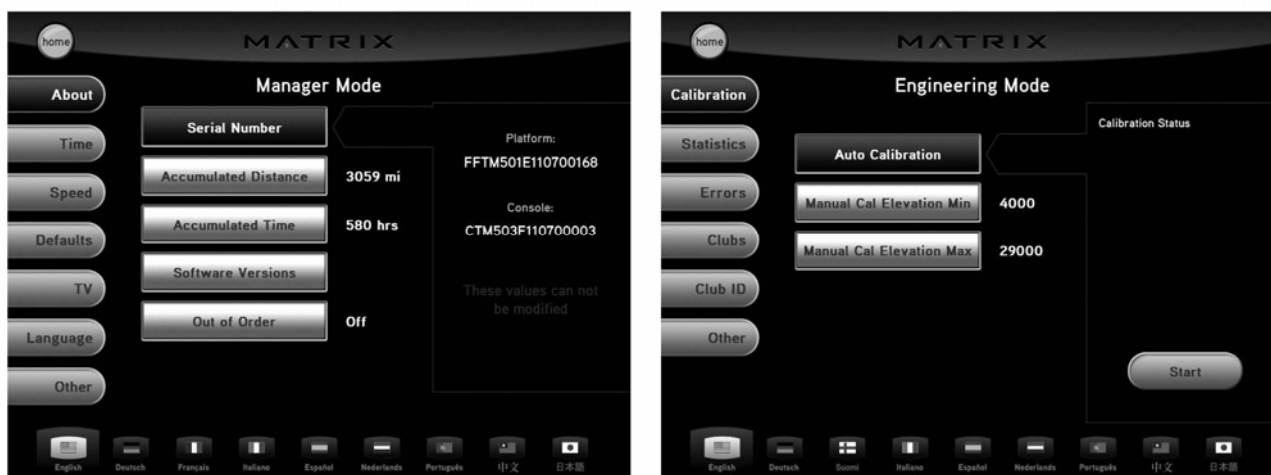 home
MATRIX
Manager Mode
About
Time
Speed
Defaults
TV
Language
Other
Serial Number
Accumulated Distance 3059 mi
Accumulated Time 580 hrs
Software Versions
Out of Order Off
Platform:
FFTM501E110700168
Console:
CTM503F110700003
These values can not
be modified
English Deutsch Français Italiano Español Nederlands Português 中文 日本語
home
MATRIX
Engineering Mode
Calibration
Statistics
Errors
Clubs
Club ID
Other
Auto Calibration
Manual Cal Elevation Min 4000
Manual Cal Elevation Max 29000
Calibration Status
Start
English Deutsch Suomi Italiano Español Nederlands Português 中文 日本語